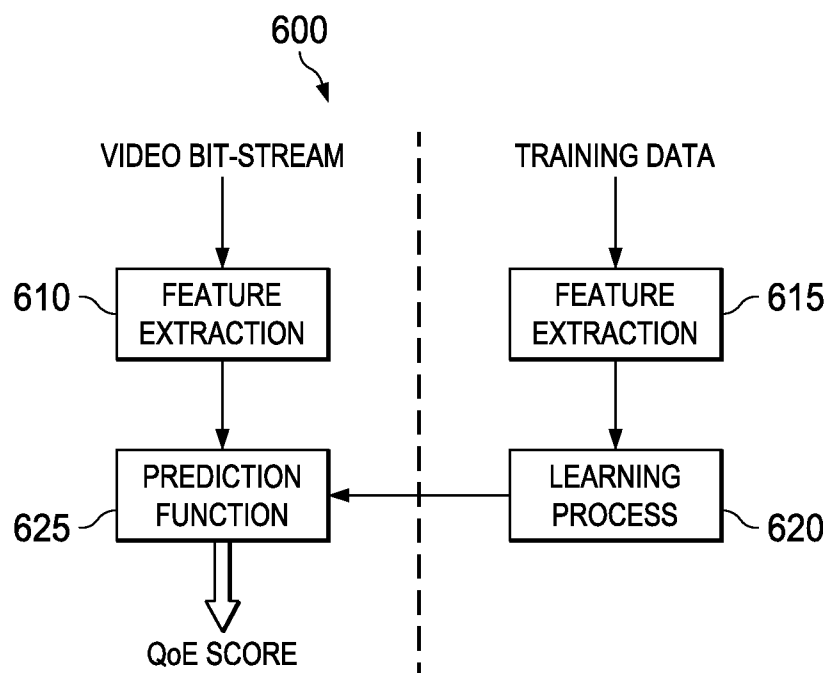 600
VIDEO BIT-STREAM
TRAINING DATA
610
FEATURE
EXTRACTION
FEATURE
EXTRACTION
615
625
PREDICTION
FUNCTION
LEARNING
PROCESS
620
QoE SCORE